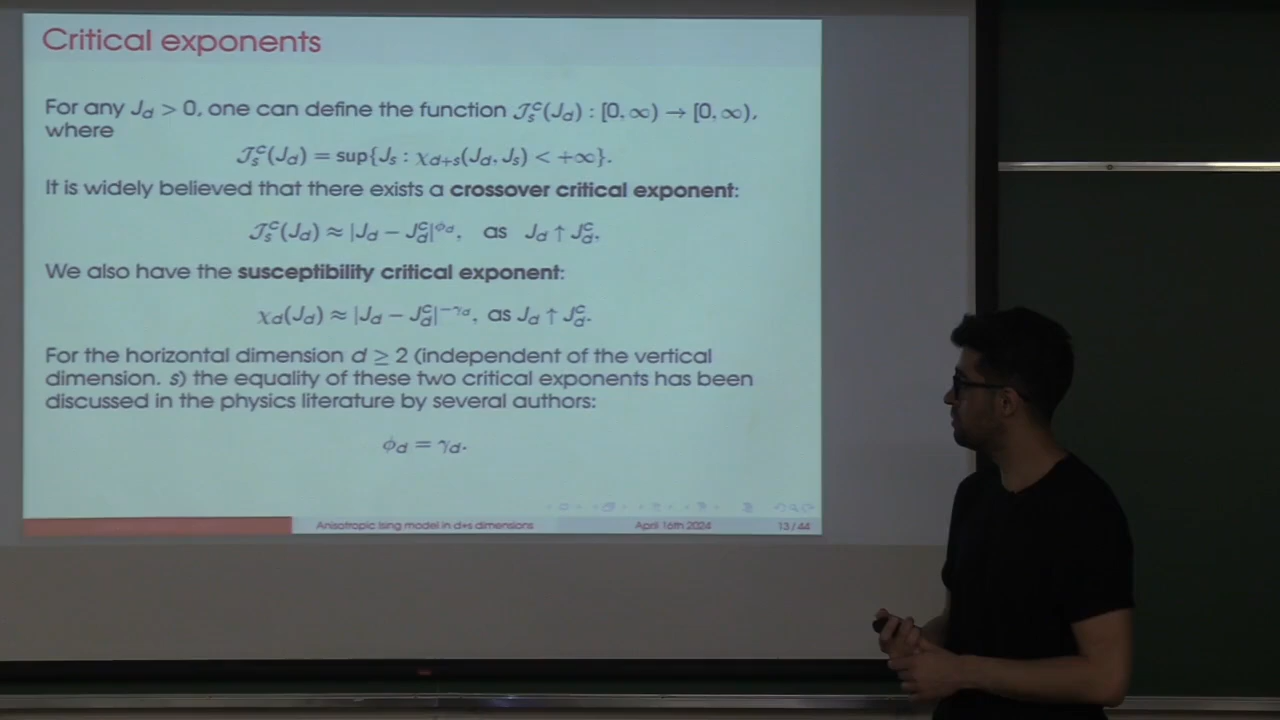 Critical exponents
For any J_d > 0, one can define the function 𝒥_s^c(J_d) : [0, ∞) → [0, ∞),
where
𝒥_s^c(J_d) = sup{J_s : χ_{d+s}(J_d, J_s) < +∞}.
It is widely believed that there exists a crossover critical exponent:
𝒥_s^c(J_d) ≈ |J_d − J_d^c|^{ϕ_d}, as J_d ↑ J_d^c.
We also have the susceptibility critical exponent:
χ_d(J_d) ≈ |J_d − J_d^c|^{−γ_d}, as J_d ↑ J_d^c.
For the horizontal dimension d ≥ 2 (independent of the vertical
dimension. s) the equality of these two critical exponents has been
discussed in the physics literature by several authors:
ϕ_d = γ_d.
Anisotropic Ising model in d+s dimensions April 16th 2024 13 / 44